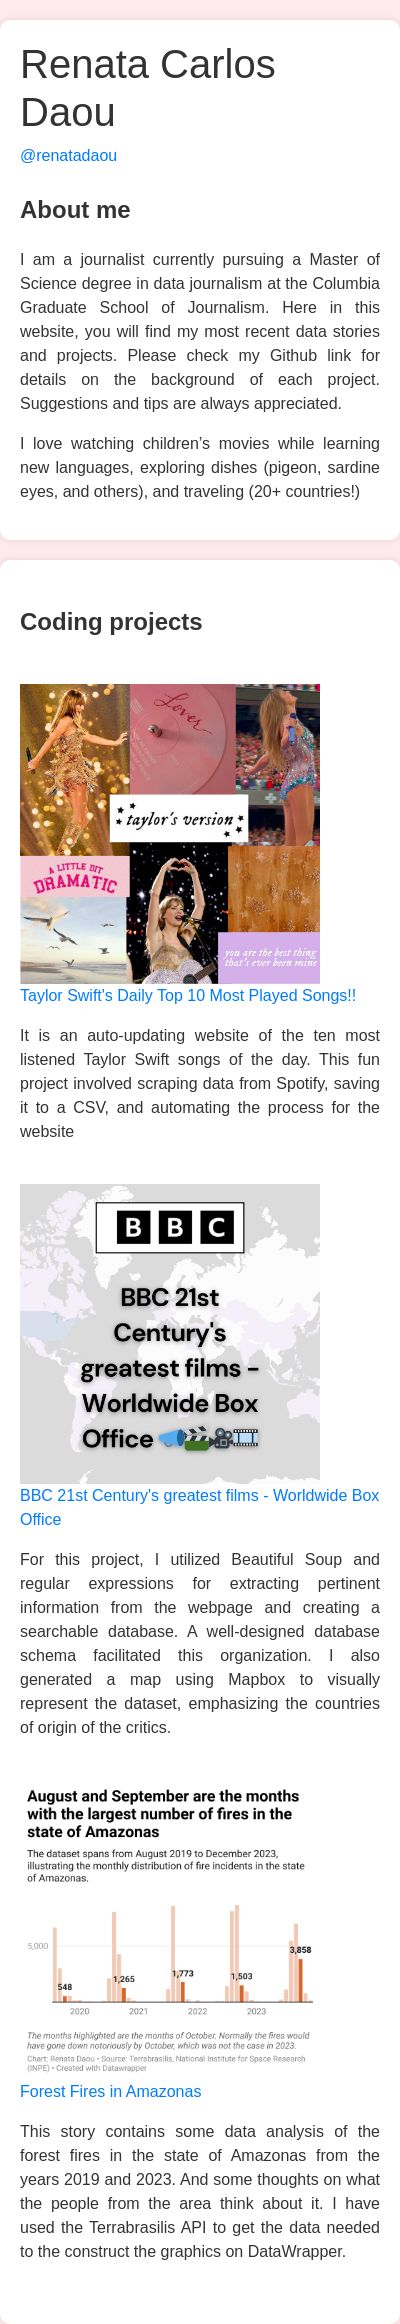 Renata Carlos
Daou
@renatadaou
About me
I am a journalist currently pursuing a Master of
Science degree in data journalism at the Columbia
Graduate School of Journalism. Here in this
website, you will find my most recent data stories
and projects. Please check my Github link for
details on the background of each project.
Suggestions and tips are always appreciated.
I love watching children's movies while learning
new languages, exploring dishes (pigeon, sardine
eyes, and others), and traveling (20+ countries!)
Coding projects
Lover
taylor's version
A LITTLE BIT
DRAMATIC
you are the best thing
that's ever been mine
Taylor Swift's Daily Top 10 Most Played Songs!!
It is an auto-updating website of the ten most
listened Taylor Swift songs of the day. This fun
project involved scraping data from Spotify, saving
it to a CSV, and automating the process for the
website
BBC
BBC 21st
Century's
greatest films -
Worldwide Box
Office
BBC 21st Century's greatest films - Worldwide Box
Office
For this project, I utilized Beautiful Soup and
regular expressions for extracting pertinent
information from the webpage and creating a
searchable database. A well-designed database
schema facilitated this organization. I also
generated a map using Mapbox to visually
represent the dataset, emphasizing the countries
of origin of the critics.
August and September are the months
with the largest number of fires in the
state of Amazonas
The dataset spans from August 2019 to December 2023,
illustrating the monthly distribution of fire incidents in the state
of Amazonas.
5,000
3,858
548
1,265
1,773
1,503
2020 2021 2022 2023
The months highlighted are the months of October. Normally the fires would
have gone down notoriously by October, which was not the case in 2023.
Chart: Renata Daou • Source: Terrabrasilis, National Institute for Space Research
(INPE) • Created with Datawrapper
Forest Fires in Amazonas
This story contains some data analysis of the
forest fires in the state of Amazonas from the
years 2019 and 2023. And some thoughts on what
the people from the area think about it. I have
used the Terrabrasilis API to get the data needed
to the construct the graphics on DataWrapper.